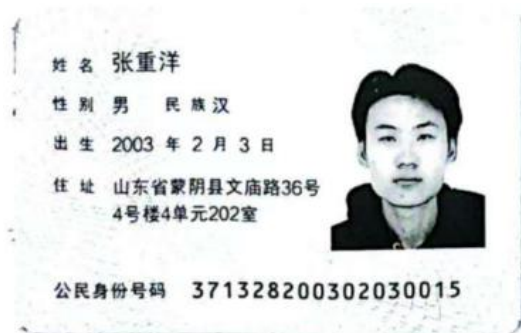 姓名 张重洋
性别 男 民族汉
出生 2003 年 2 月 3 日
住址 山东省蒙阴县文庙路36号
4号楼4单元202室
公民身份号码 371328200302030015